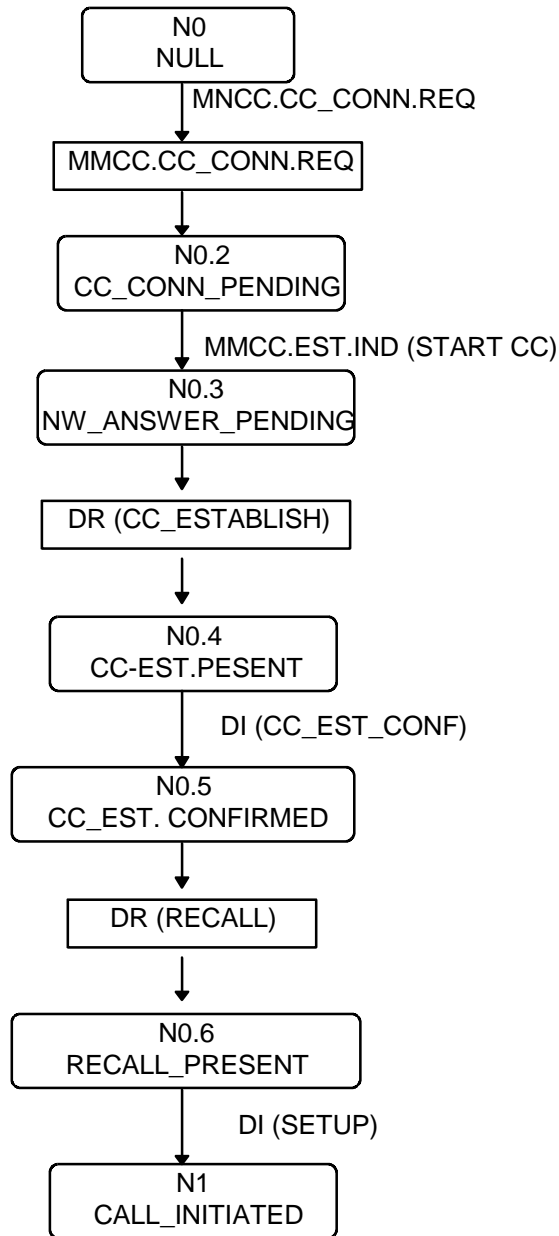 N0
NULL
MNCC.CC_CONN.REQ
MMCC.CC_CONN.REQ
N0.2
CC_CONN_PENDING
MMCC.EST.IND (START CC)
N0.3
NW_ANSWER_PENDING
DR (CC_ESTABLISH)
N0.4
CC-EST.PESENT
DI (CC_EST_CONF)
N0.5
CC_EST. CONFIRMED
DR (RECALL)
N0.6
RECALL_PRESENT
DI (SETUP)
N1
CALL_INITIATED